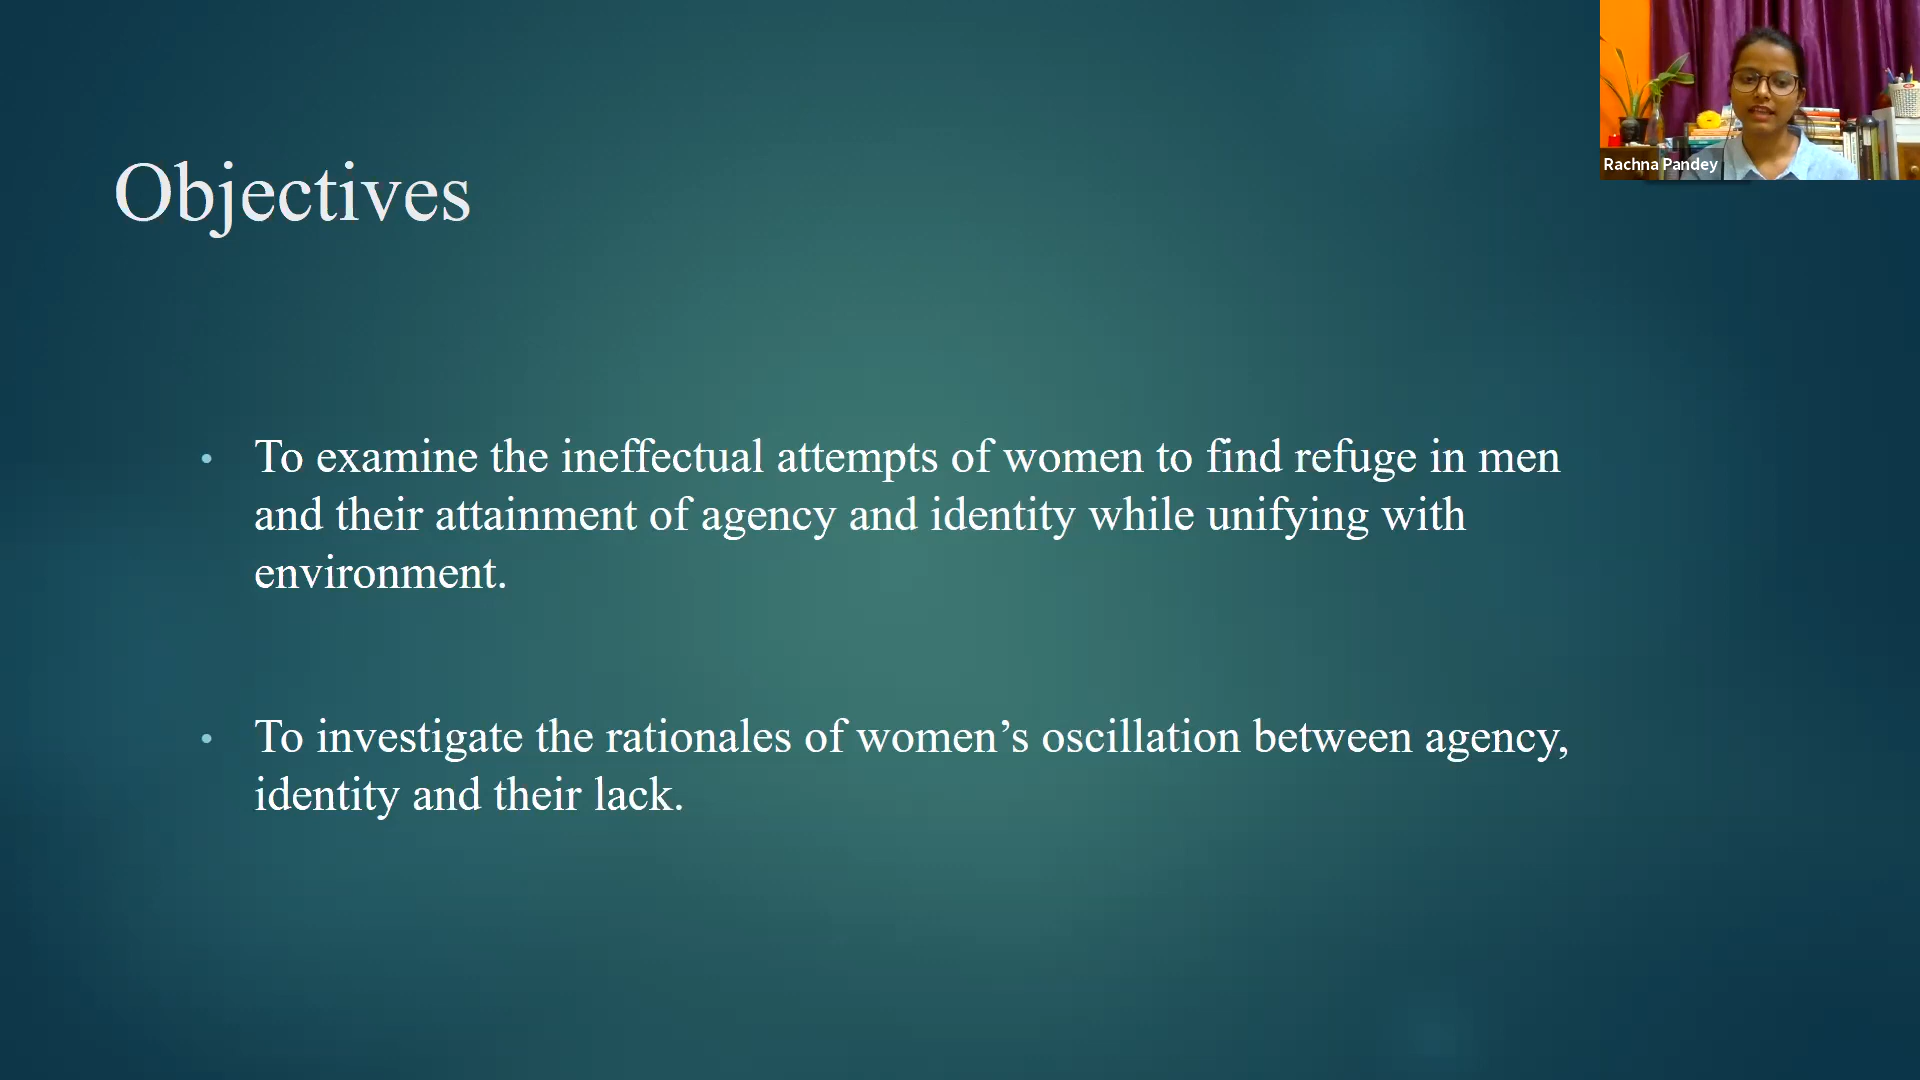 Rachna Pandey
Objectives
• To examine the ineffectual attempts of women to find refuge in men
and their attainment of agency and identity while unifying with
environment.
• To investigate the rationales of women’s oscillation between agency,
identity and their lack.